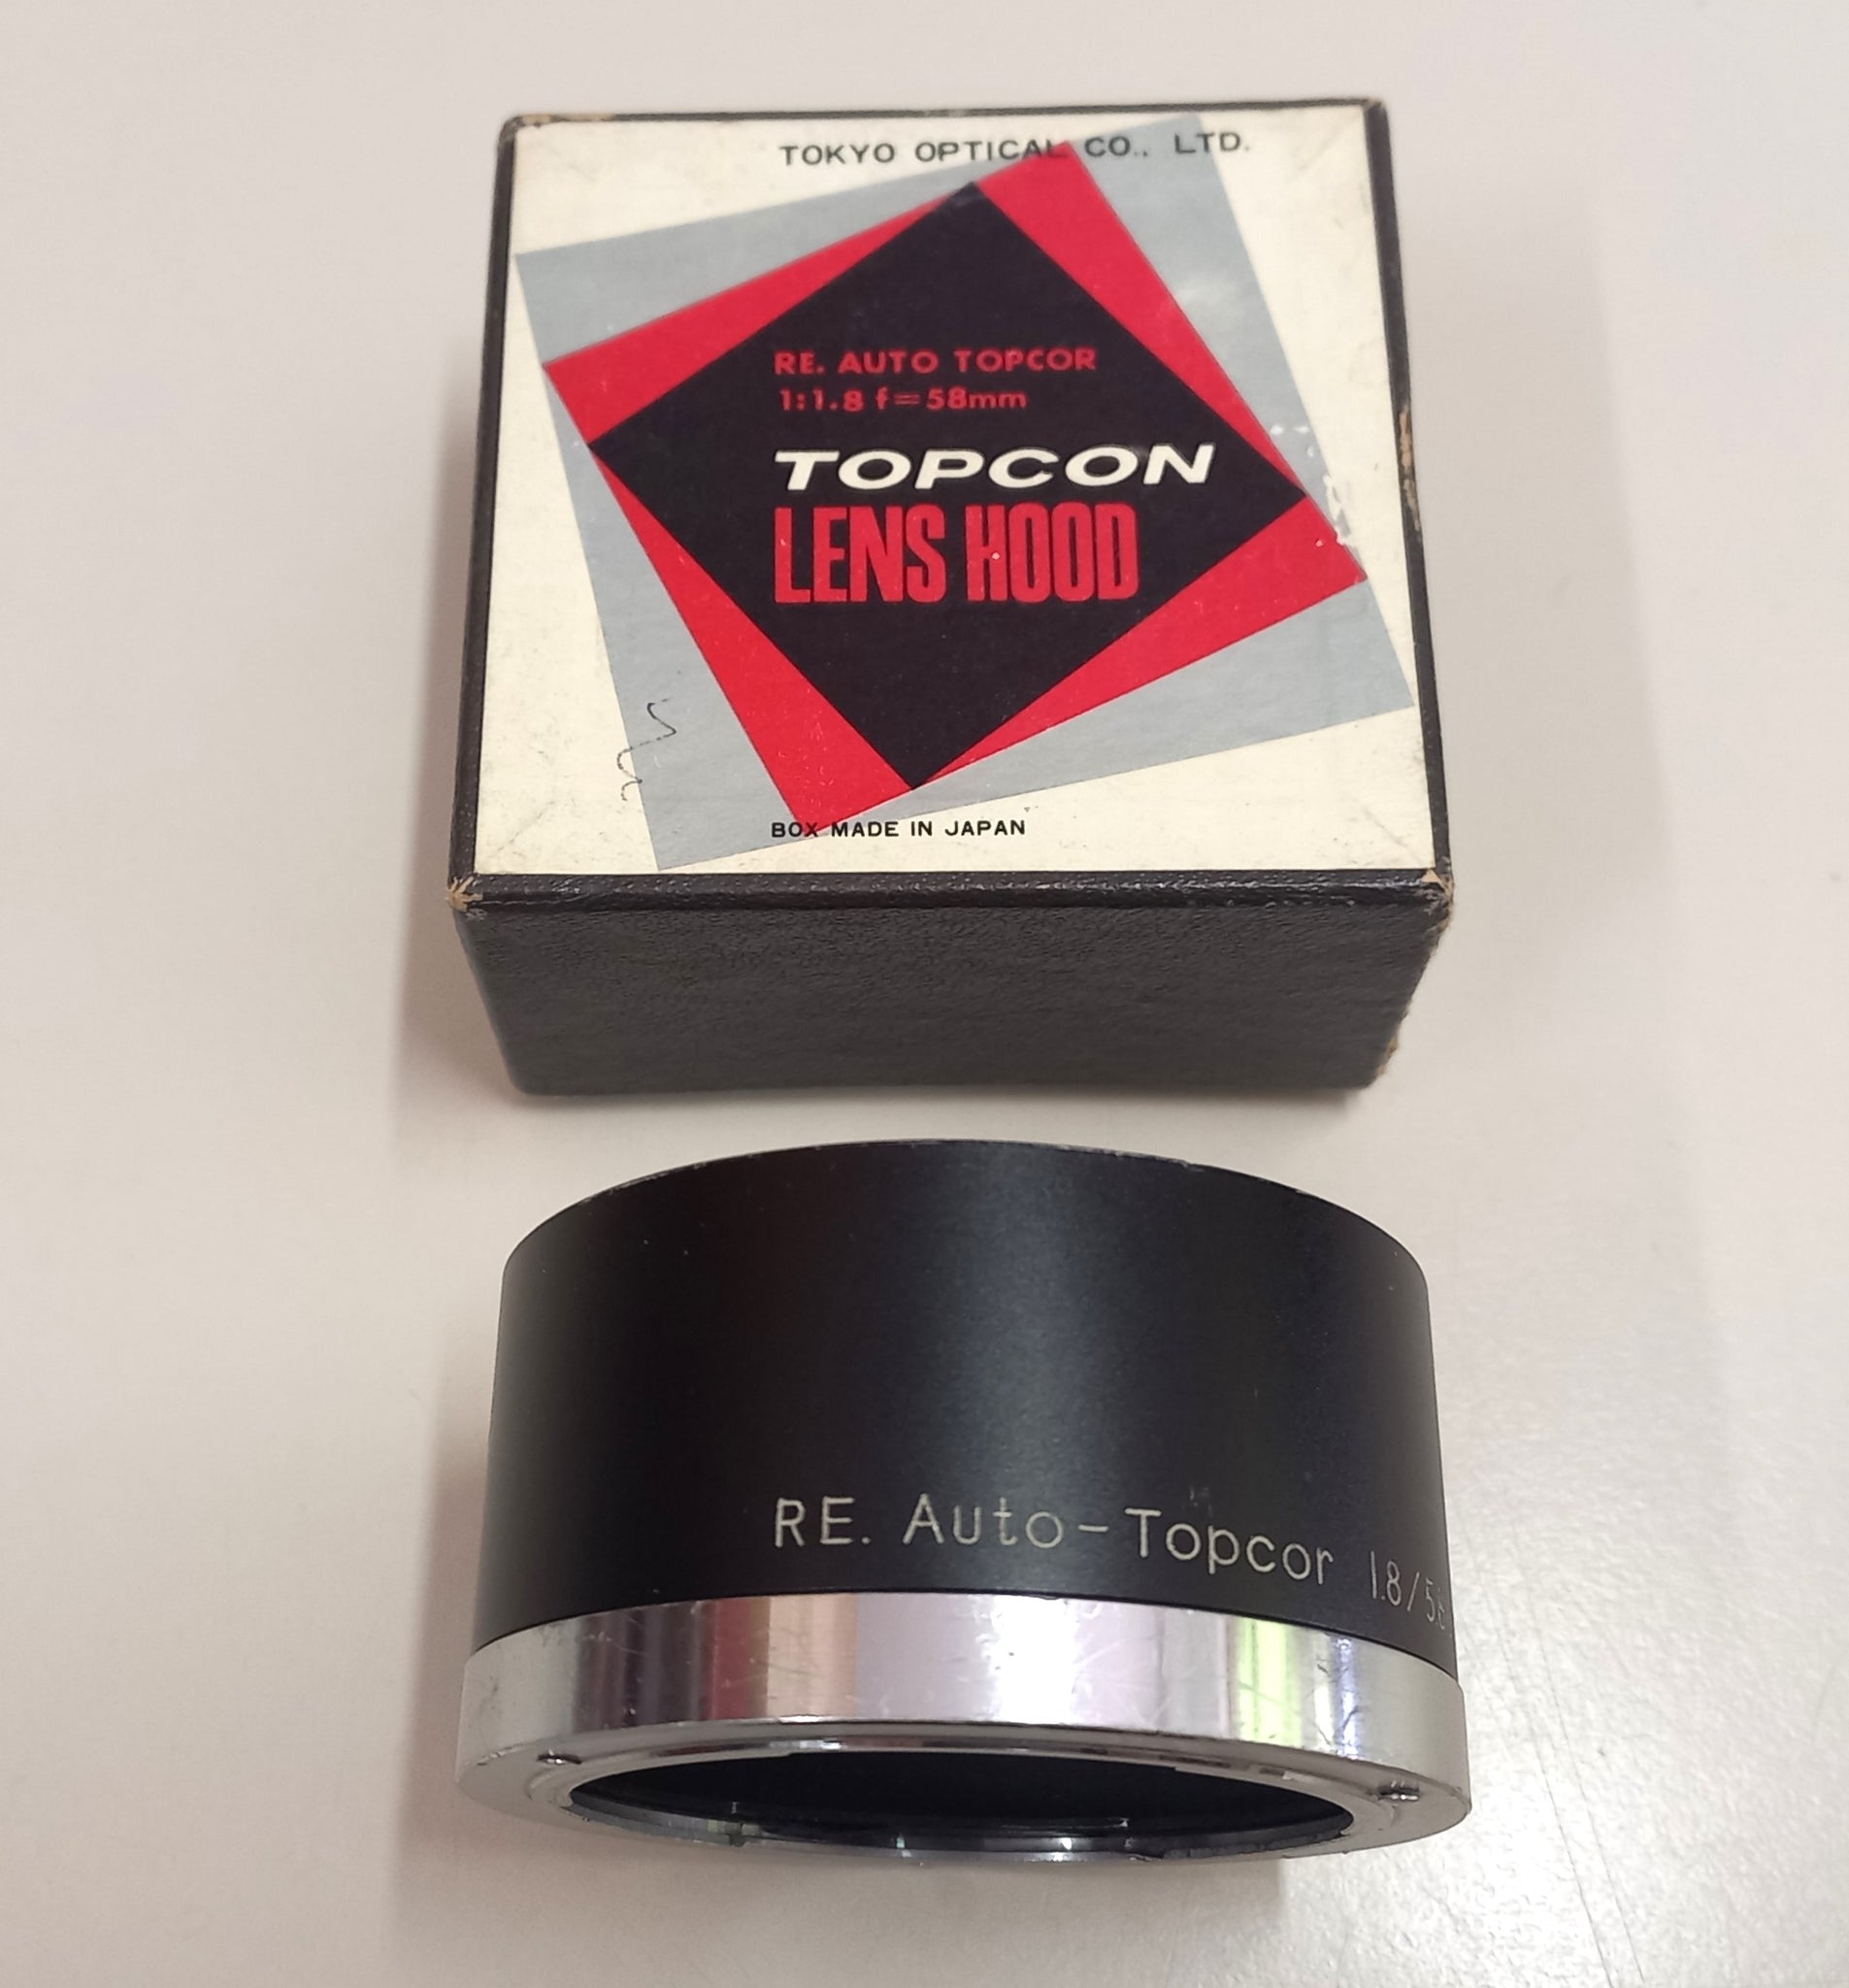 TOKYO OPTICAL CO., LTD.
RE. AUTO TOPCOR
1:1.8 f=58mm
TOPCON
LENS HOOD
BOX MADE IN JAPAN
RE. Auto-Topcor 1.8/58